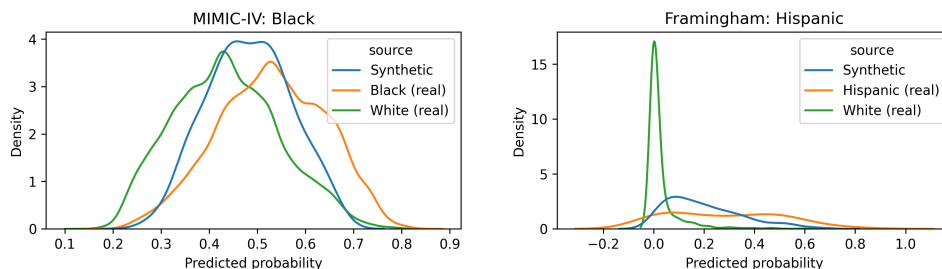 MIMIC-IV: Black
4
3
2
1
0
Density
0.1 0.2 0.3 0.4 0.5 0.6 0.7 0.8 0.9
Predicted probability
source
Synthetic
Black (real)
White (real)
Framingham: Hispanic
15
10
5
0
Density
−0.2 0.0 0.2 0.4 0.6 0.8 1.0
Predicted probability
source
Synthetic
Hispanic (real)
White (real)